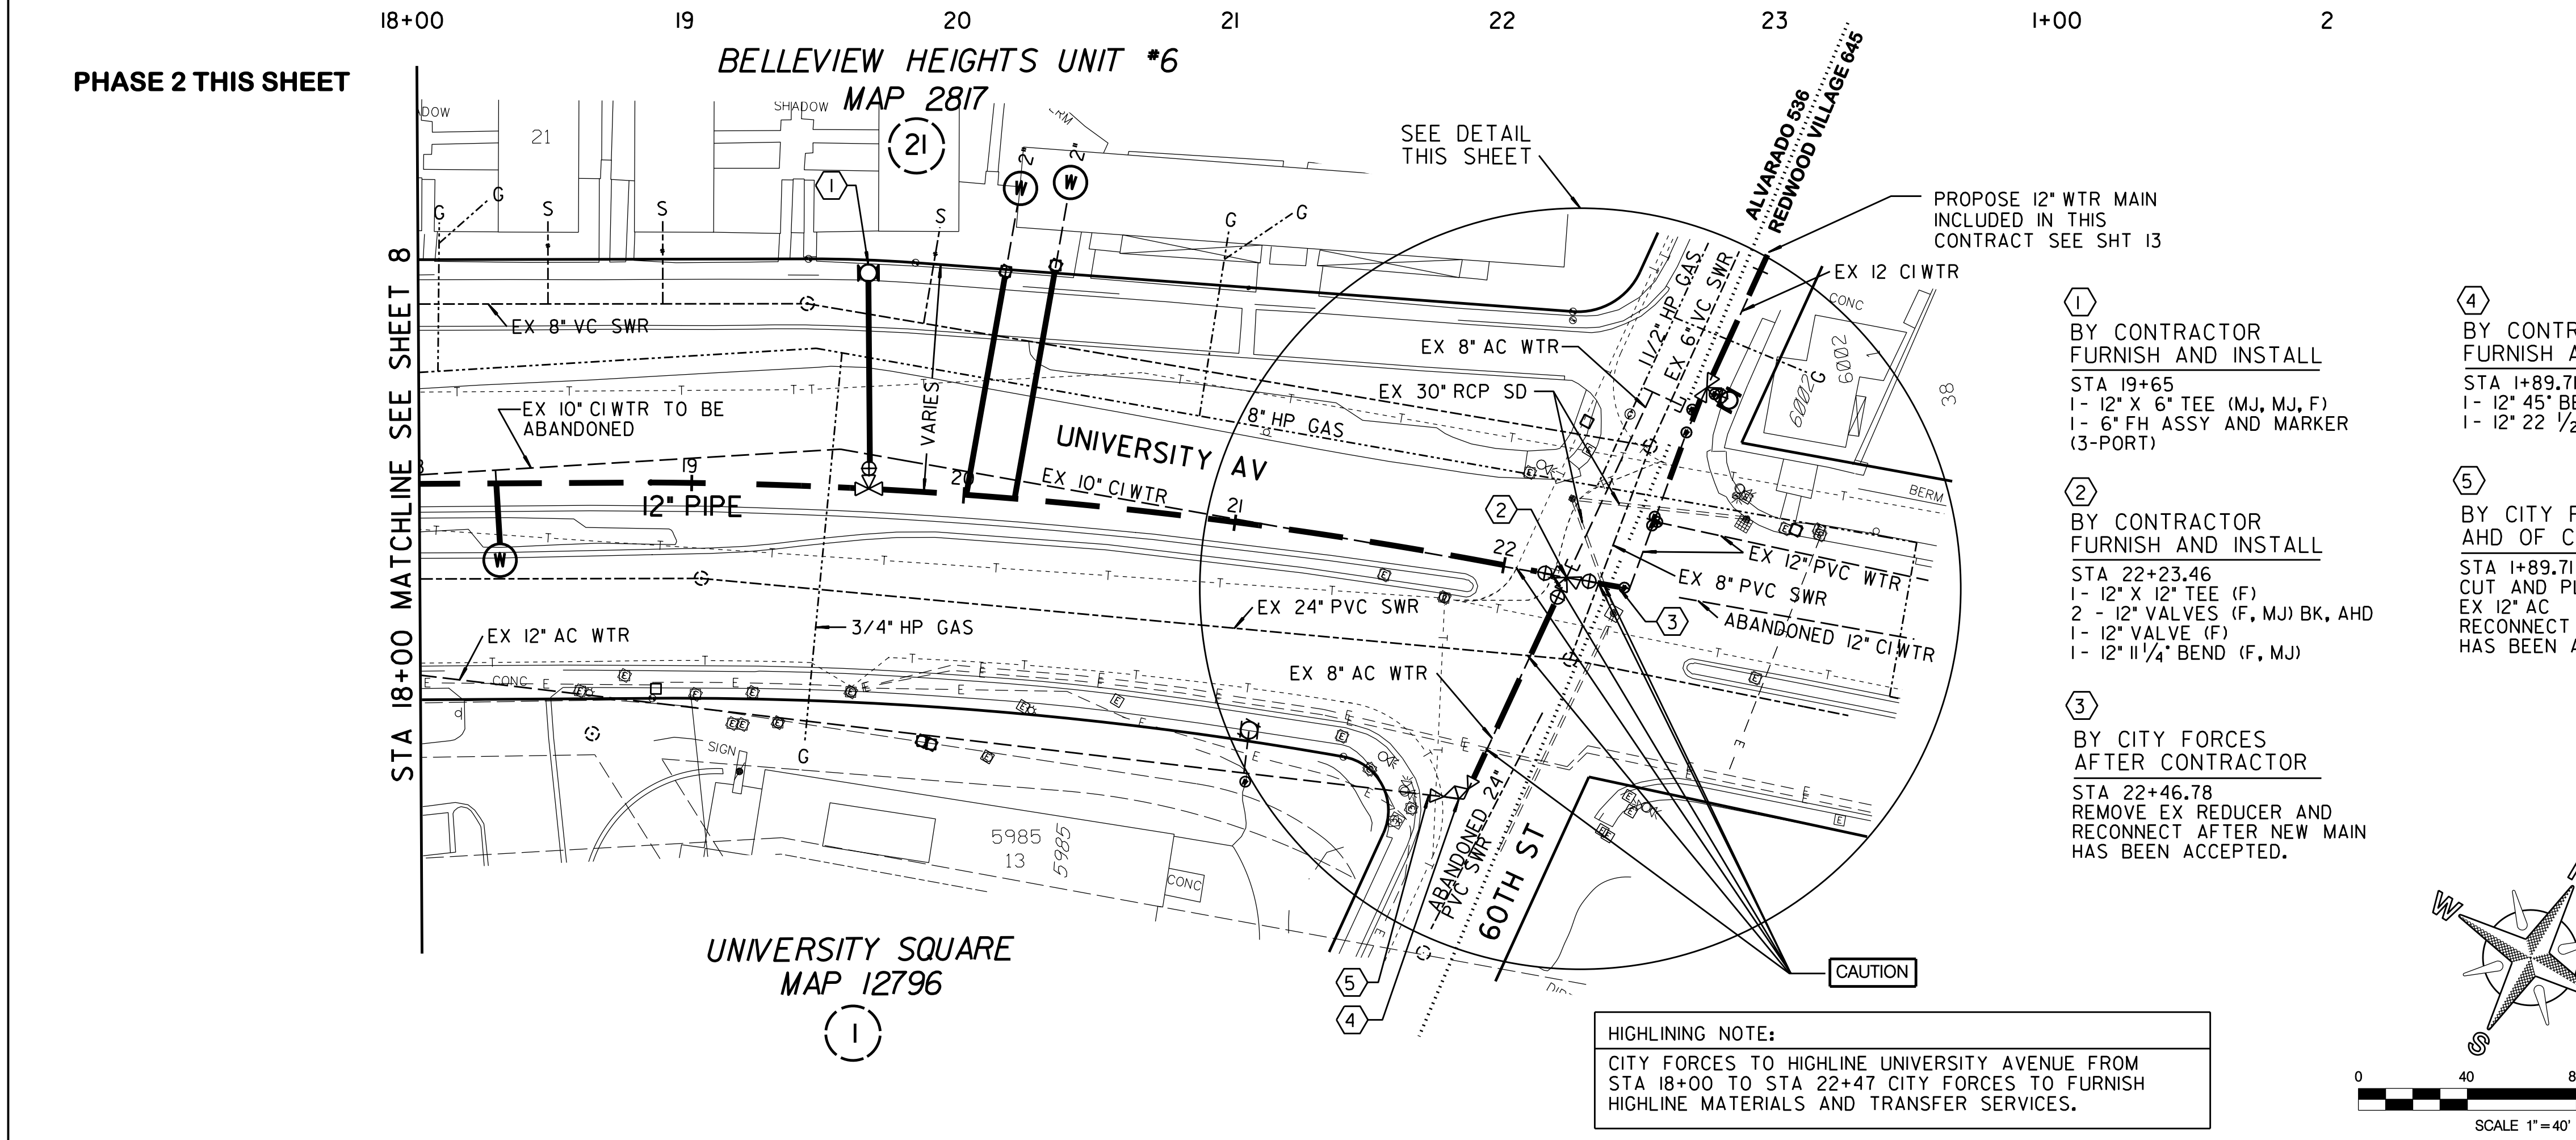 18+00 19 20 21 22 23 1+00 2
PHASE 2 THIS SHEET
BELLEVIEW HEIGHTS UNIT #6
MAP 2817
21
SHADOW
21
SEE DETAIL
THIS SHEET
ALVARADO 536
REDWOOD VILLAGE 645
PROPOSE 12" WTR MAIN
INCLUDED IN THIS
CONTRACT SEE SHT 13
EX 12 CI WTR
2"
2"
W
W
1
G
G
S
S
S
G
G
STA 18+00 MATCHLINE SEE SHEET 8
EX 8" VC SWR
EX 10" CI WTR TO BE
ABANDONED
VARIES
8" HP GAS
UNIVERSITY AV
EX 10" CI WTR
EX 8" AC WTR
EX 30" RCP SD
1 1/2" HP GAS
EX 6" VC SWR
CONC
6002
6002
1
G
38
BERM
19
20
21
22
12" PIPE
W
2
EX 12" PVC WTR
EX 8" PVC SWR
ABANDONED 12" CI WTR
3
EX 24" PVC SWR
3/4" HP GAS
EX 12" AC WTR
CONC
EX 8" AC WTR
SIGN
G
5985
13
5985
CONC
ABANDONED 24"
PVC SWR
60TH ST
5
4
CAUTION
UNIVERSITY SQUARE
MAP 12796
1
1
BY CONTRACTOR
FURNISH AND INSTALL
STA 19+65
1- 12" X 6" TEE (MJ, MJ, F)
1- 6" FH ASSY AND MARKER
(3-PORT)
2
BY CONTRACTOR
FURNISH AND INSTALL
STA 22+23.46
1- 12" X 12" TEE (F)
2 - 12" VALVES (F, MJ) BK, AHD
1- 12" VALVE (F)
1- 12" 11 1/4° BEND (F, MJ)
3
BY CITY FORCES
AFTER CONTRACTOR
STA 22+46.78
REMOVE EX REDUCER AND
RECONNECT AFTER NEW MAIN
HAS BEEN ACCEPTED.
4
BY CONTR
FURNISH A
STA 1+89.71
1- 12" 45° BE
1- 12" 22 1/2
5
BY CITY F
AHD OF C
STA 1+89.71
CUT AND PL
EX 12" AC
RECONNECT
HAS BEEN A
HIGHLINING NOTE:
CITY FORCES TO HIGHLINE UNIVERSITY AVENUE FROM
STA 18+00 TO STA 22+47 CITY FORCES TO FURNISH
HIGHLINE MATERIALS AND TRANSFER SERVICES.
W
S
0 40 8
SCALE 1"=40'